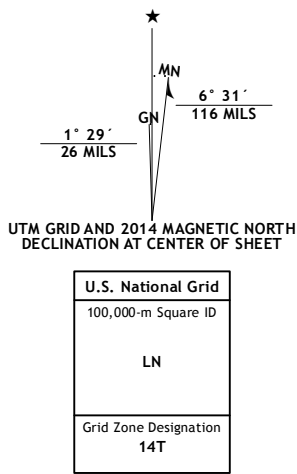 MN
GN
6° 31´
116 MILS
1° 29´
26 MILS
UTM GRID AND 2014 MAGNETIC NORTH
DECLINATION AT CENTER OF SHEET
U.S. National Grid
100,000-m Square ID
LN
Grid Zone Designation
14T